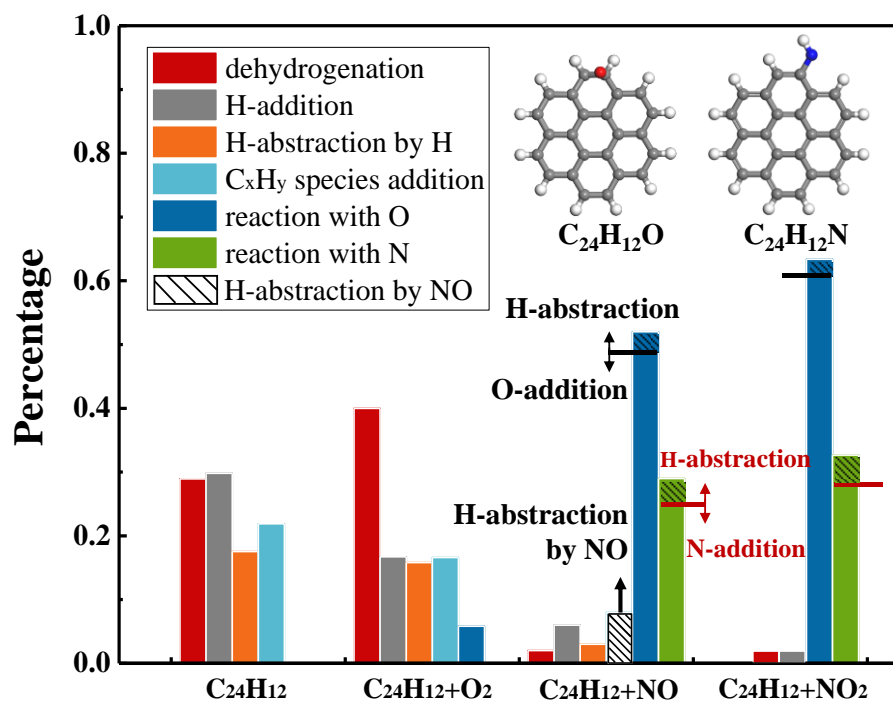 Percentage
1.0
0.8
0.6
0.4
0.2
0.0
dehydrogenation
H-addition
H-abstraction by H
CxHy species addition
reaction with O
reaction with N
H-abstraction by NO
C24H12O
C24H12N
H-abstraction
O-addition
H-abstraction
by NO
H-abstraction
N-addition
C24H12
C24H12+O2
C24H12+NO
C24H12+NO2